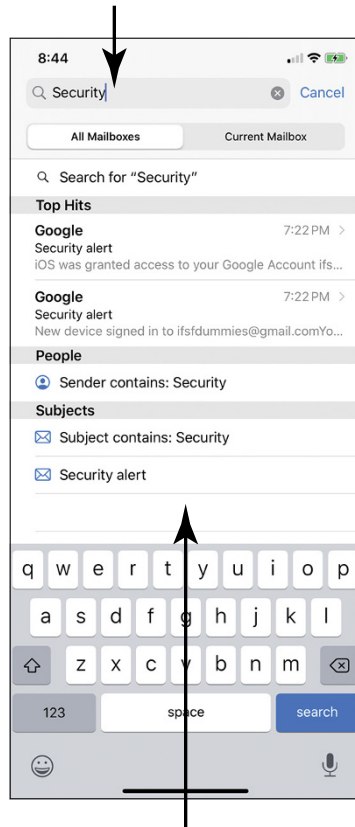 8:44
Security
Cancel
All Mailboxes Current Mailbox
Search for “Security”
Top Hits
Google 7:22 PM
Security alert
iOS was granted access to your Google Account ifs...
Google 7:22 PM
Security alert
New device signed in to ifsfdummies@gmail.comYo...
People
Sender contains: Security
Subjects
Subject contains: Security
Security alert
q w e r t y u i o p
a s d f g h j k l
z x c v b n m
123 space search